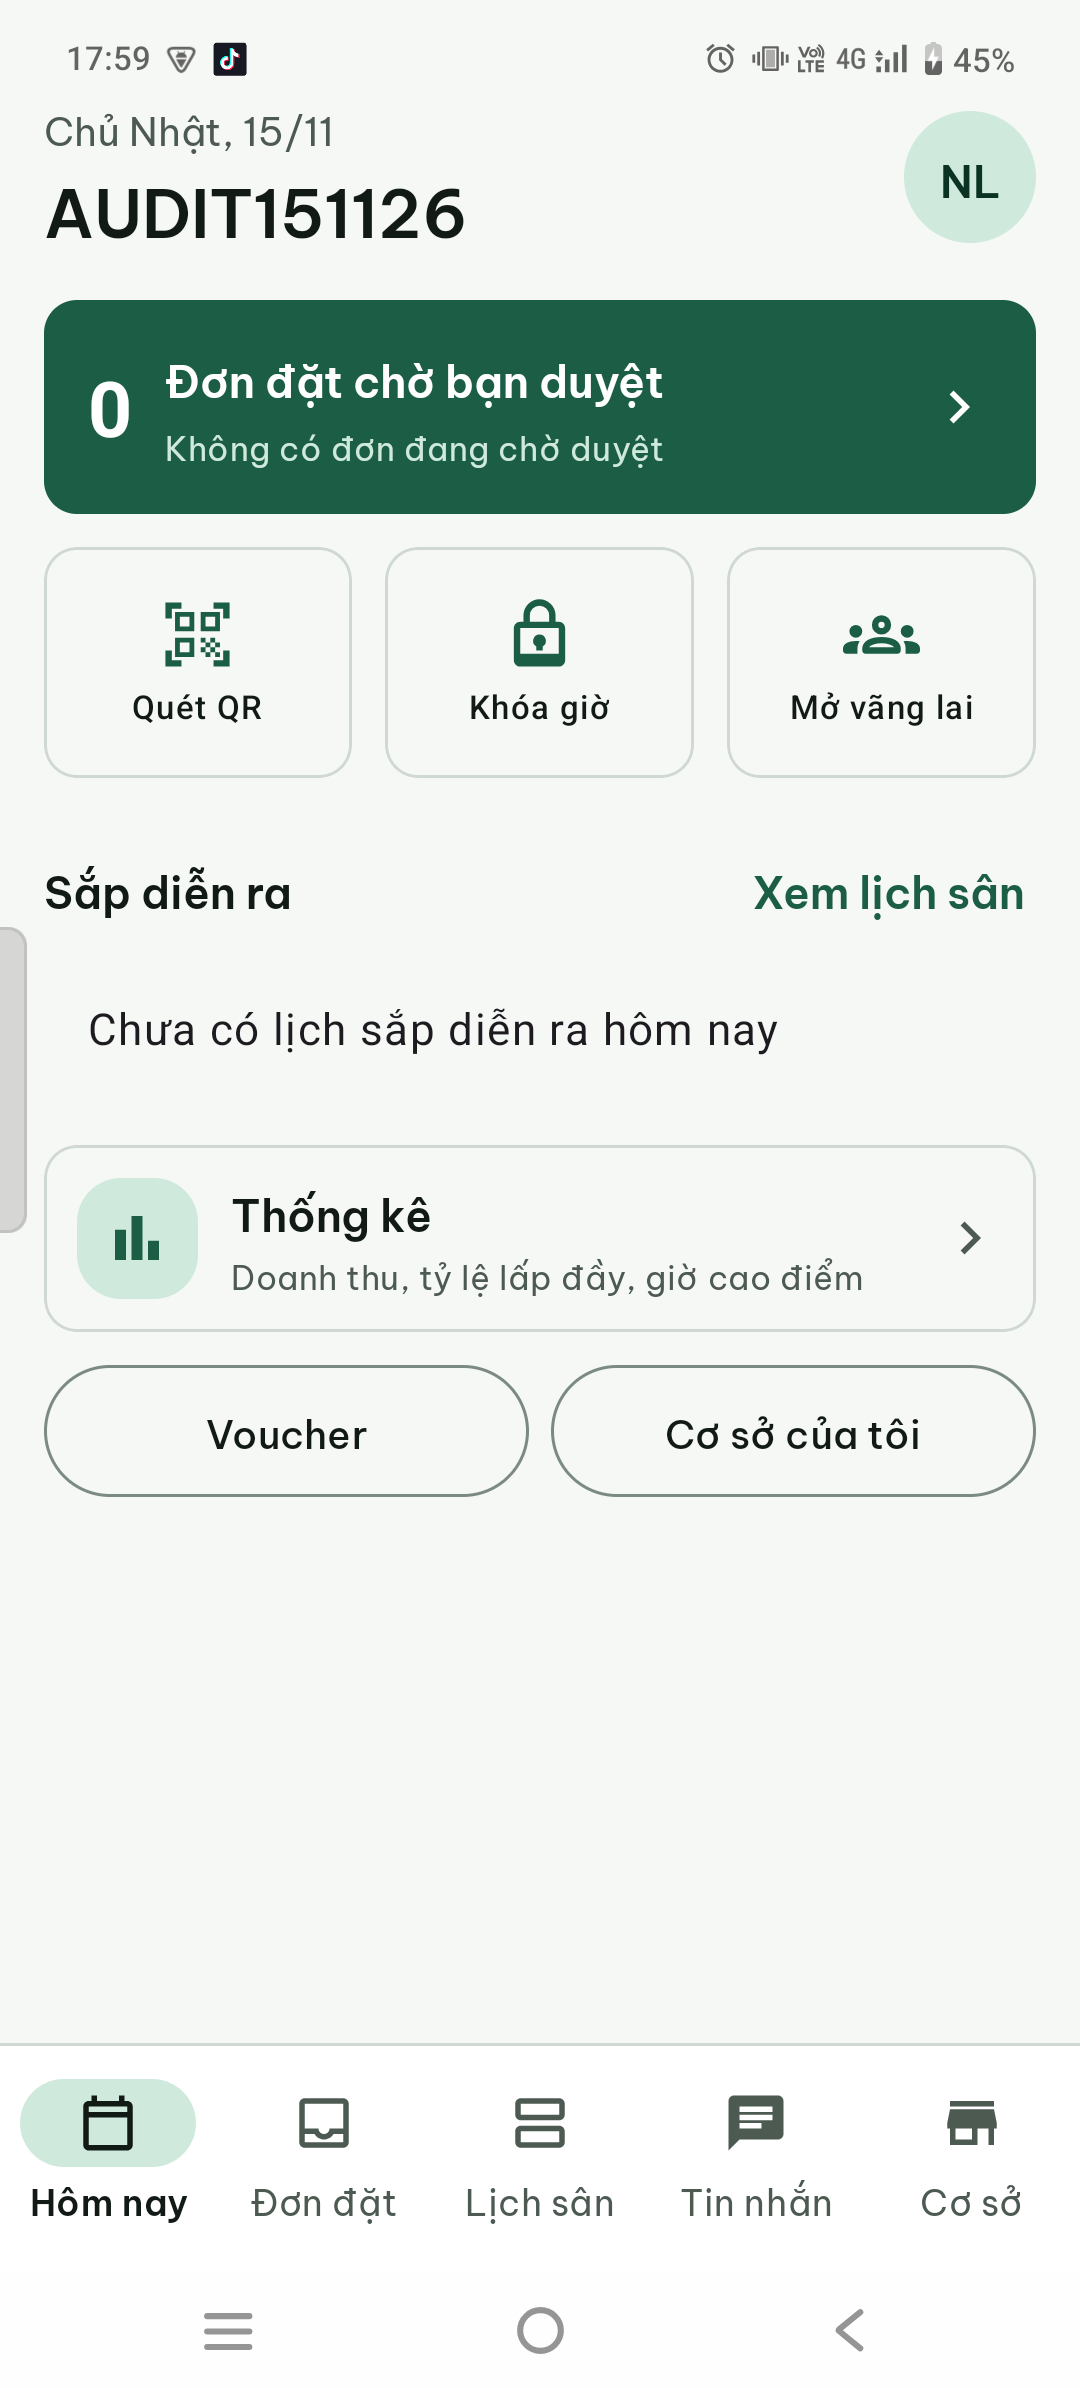 17:59
VoLTE 4G 45%
Chủ Nhật, 15/11
AUDIT151126
NL
0
Đơn đặt chờ bạn duyệt
Không có đơn đang chờ duyệt
Quét QR
Khóa giờ
Mở vãng lai
Sắp diễn ra
Xem lịch sân
Chưa có lịch sắp diễn ra hôm nay
Thống kê
Doanh thu, tỷ lệ lấp đầy, giờ cao điểm
Voucher
Cơ sở của tôi
Hôm nay
Đơn đặt
Lịch sân
Tin nhắn
Cơ sở